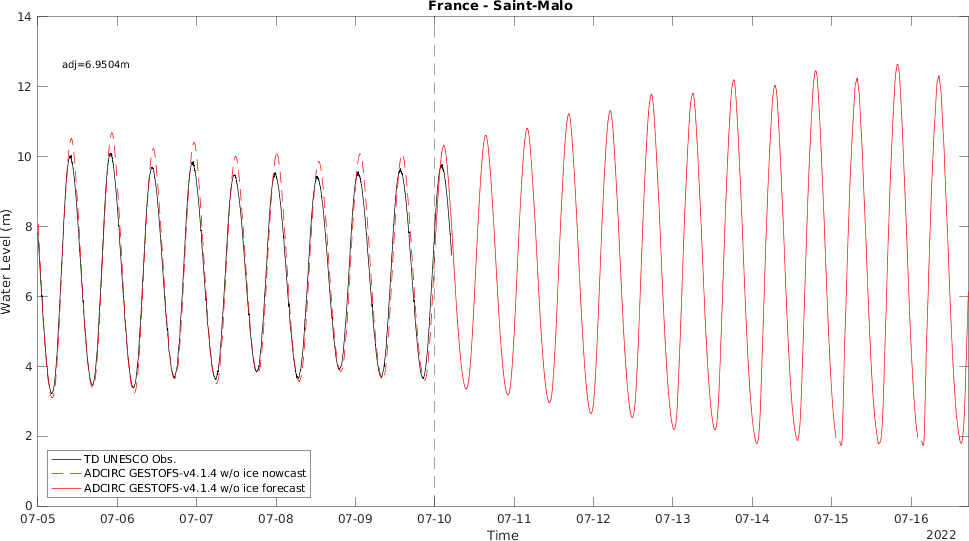 France - Saint-Malo
adj=6.9504m
Water Level (m)
14
12
10
8
6
4
2
0
TD UNESCO Obs.
ADCIRC GESTOFS-v4.1.4 w/o ice nowcast
ADCIRC GESTOFS-v4.1.4 w/o ice forecast
07-05 07-06 07-07 07-08 07-09 07-10 07-11 07-12 07-13 07-14 07-15 07-16
Time
2022